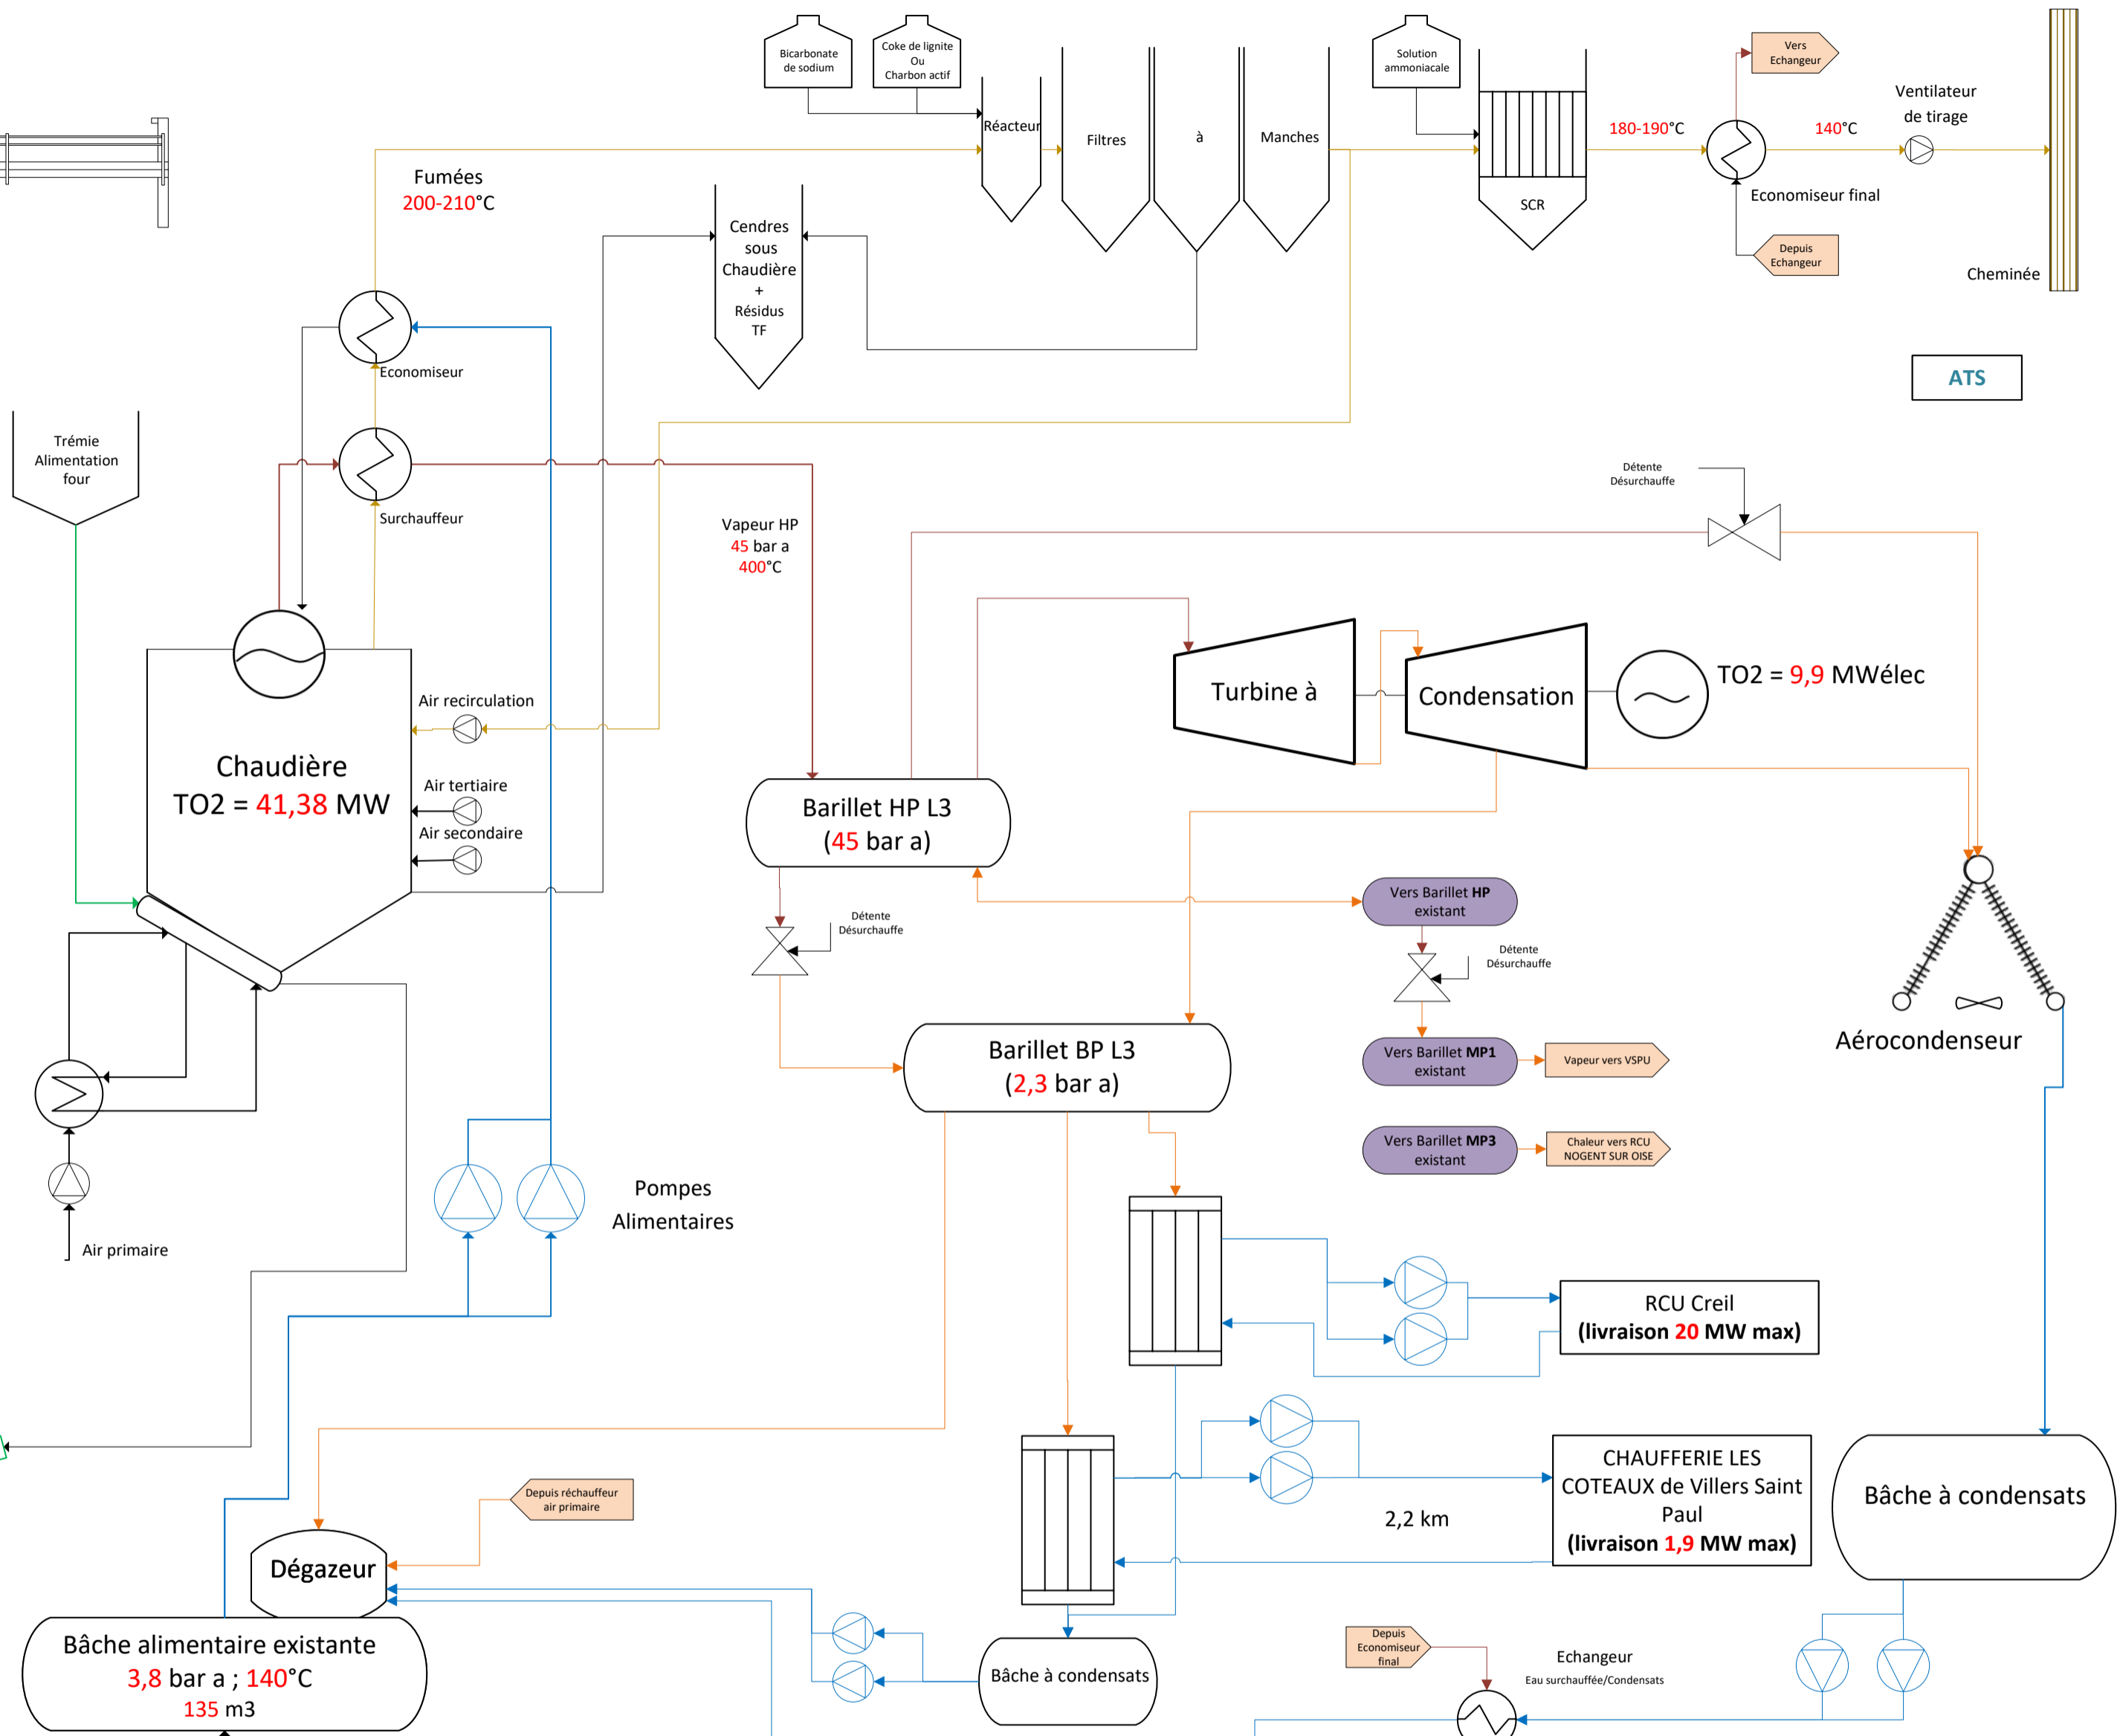 Bicarbonate
de sodium
Coke de lignite
Ou
Charbon actif
Solution
ammoniacale
Vers
Echangeur
Réacteur
Filtres
à
Manches
180-190°C
140°C
Ventilateur
de tirage
Fumées
200-210°C
Economiseur final
SCR
Depuis
Echangeur
Cheminée
Cendres
sous
Chaudière
+
Résidus
TF
Economiseur
ATS
Trémie
Alimentation
four
Surchauffeur
Détente
Désurchauffe
Vapeur HP
45 bar a
400°C
Turbine à
Condensation
TO2 = 9,9 MWélec
Air recirculation
Chaudière
TO2 = 41,38 MW
Air tertiaire
Air secondaire
Barillet HP L3
(45 bar a)
Vers Barillet HP
existant
Détente
Désurchauffe
Détente
Désurchauffe
Aérocondenseur
Barillet BP L3
(2,3 bar a)
Vers Barillet MP1
existant
Vapeur vers VSPU
Vers Barillet MP3
existant
Chaleur vers RCU
NOGENT SUR OISE
Pompes
Alimentaires
Air primaire
RCU Creil
(livraison 20 MW max)
CHAUFFERIE LES
COTEAUX de Villers Saint
Paul
(livraison 1,9 MW max)
2,2 km
Bâche à condensats
Depuis réchauffeur
air primaire
Dégazeur
Bâche alimentaire existante
3,8 bar a ; 140°C
135 m3
Bâche à condensats
Depuis
Economiseur
final
Echangeur
Eau surchauffée/Condensats